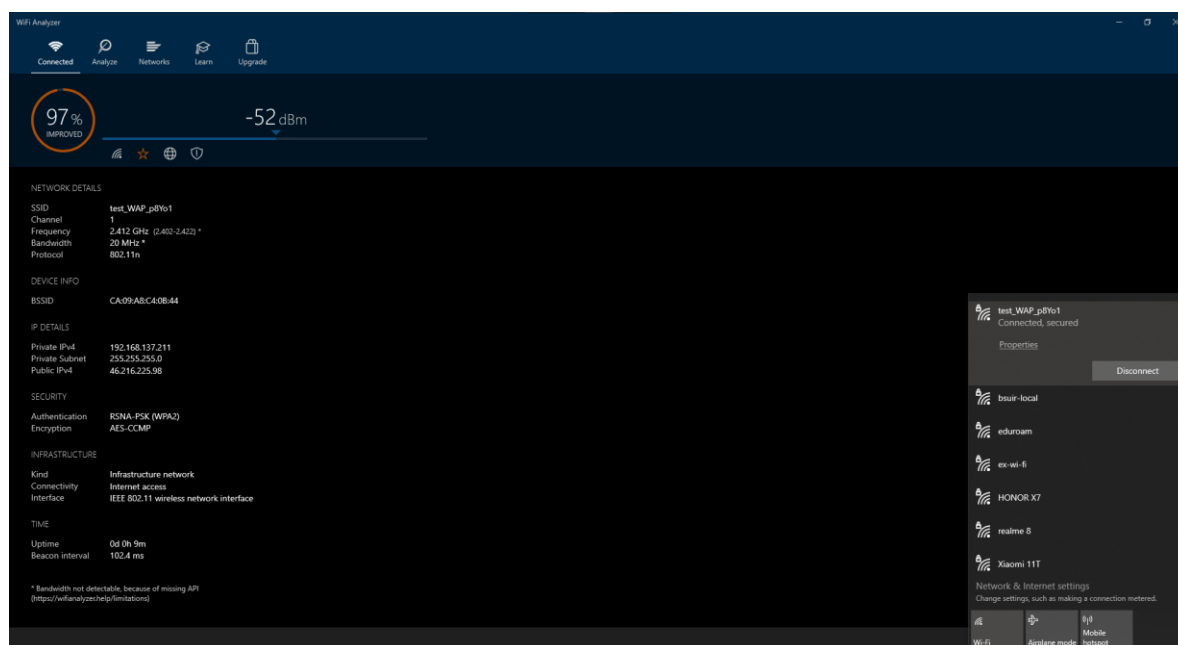 WiFi Analyzer
Connected Analyze Networks Learn Upgrade
97 %
IMPROVED
-52 dBm
NETWORK DETAILS
SSID test_WAP_p8Yo1
Channel 1
Frequency 2.412 GHz (2.402-2.422) *
Bandwidth 20 MHz *
Protocol 802.11n
DEVICE INFO
BSSID CA:09:A8:C4:0B:44
IP DETAILS
Private IPv4 192.168.137.211
Private Subnet 255.255.255.0
Public IPv4 46.216.225.98
SECURITY
Authentication RSNA-PSK (WPA2)
Encryption AES-CCMP
INFRASTRUCTURE
Kind Infrastructure network
Connectivity Internet access
Interface IEEE 802.11 wireless network interface
TIME
Uptime 0d 0h 9m
Beacon interval 102.4 ms
* Bandwidth not detectable, because of missing API
(https://wifianalyzer.help/limitations)
test_WAP_p8Yo1
Connected, secured
Properties
Disconnect
bsuir-local
eduroam
ex-wi-fi
HONOR X7
realme 8
Xiaomi 11T
Network & Internet settings
Change settings, such as making a connection metered.
Wi-Fi
Airplane mode
Mobile
hotspot